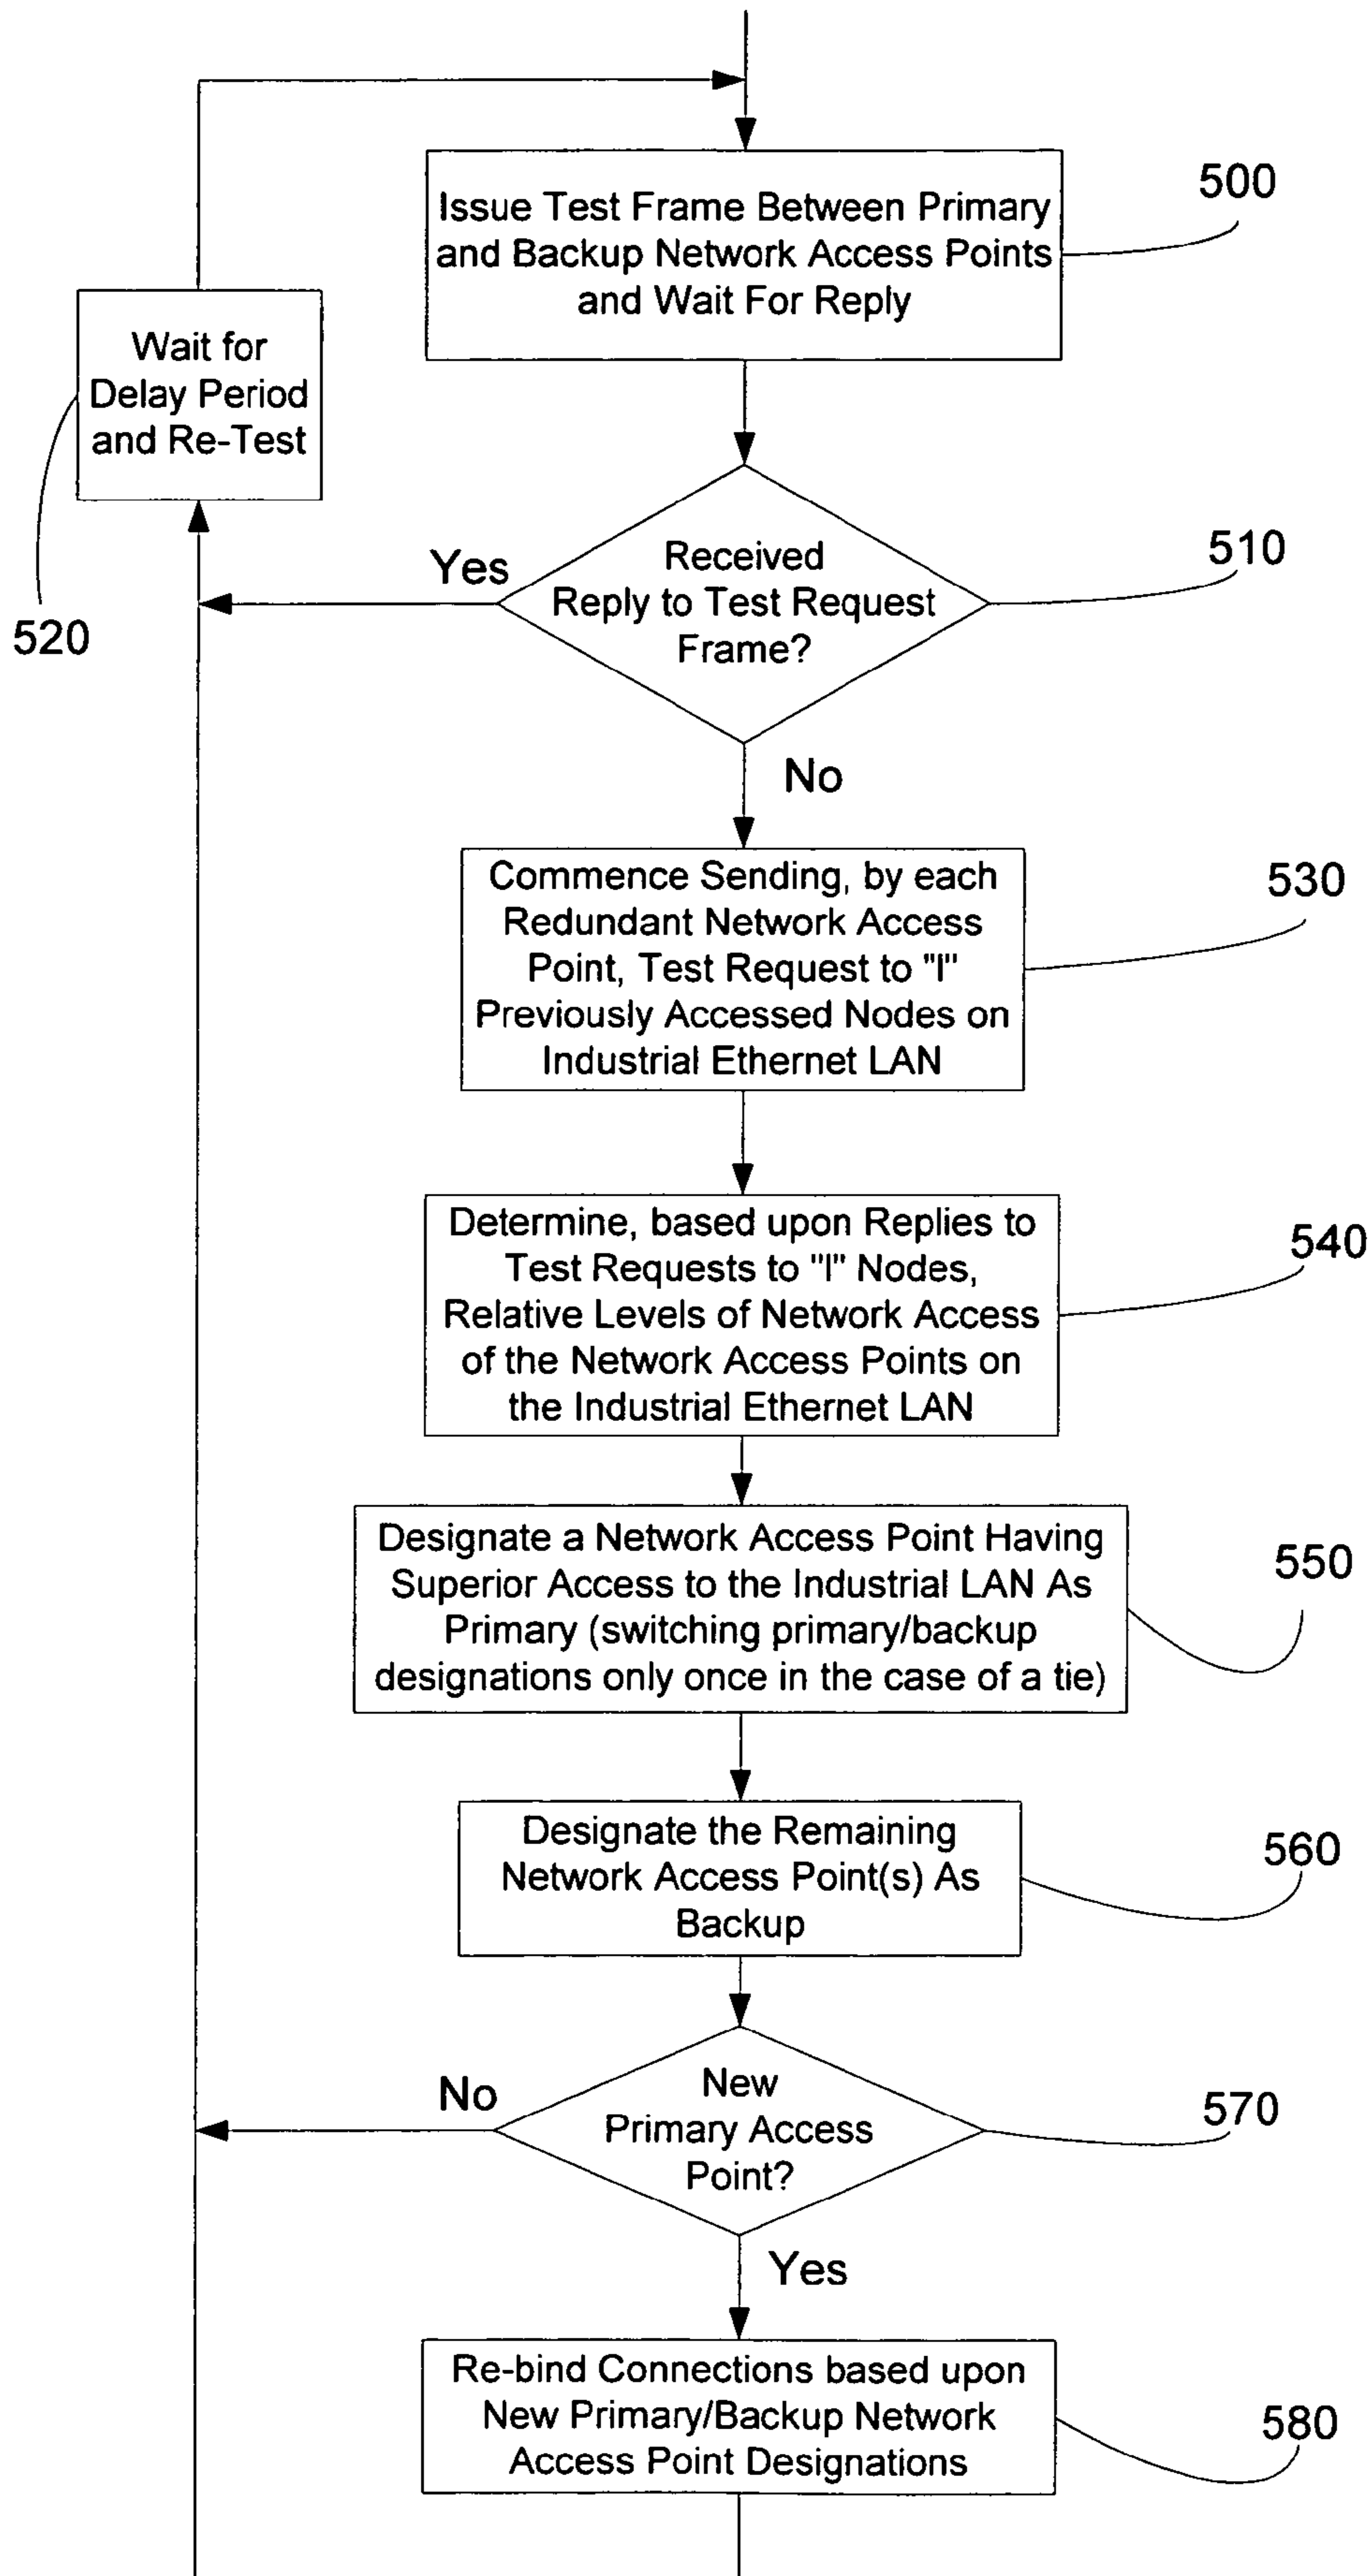 Issue Test Frame Between Primary
and Backup Network Access Points
and Wait For Reply
500
Wait for
Delay Period
and Re-Test
520
Received
Reply to Test Request
Frame?
510
Yes
No
Commence Sending, by each
Redundant Network Access
Point, Test Request to "I"
Previously Accessed Nodes on
Industrial Ethernet LAN
530
Determine, based upon Replies to
Test Requests to "I" Nodes,
Relative Levels of Network Access
of the Network Access Points on
the Industrial Ethernet LAN
540
Designate a Network Access Point Having
Superior Access to the Industrial LAN As
Primary (switching primary/backup
designations only once in the case of a tie)
550
Designate the Remaining
Network Access Point(s) As
Backup
560
New
Primary Access
Point?
570
No
Yes
Re-bind Connections based upon
New Primary/Backup Network
Access Point Designations
580